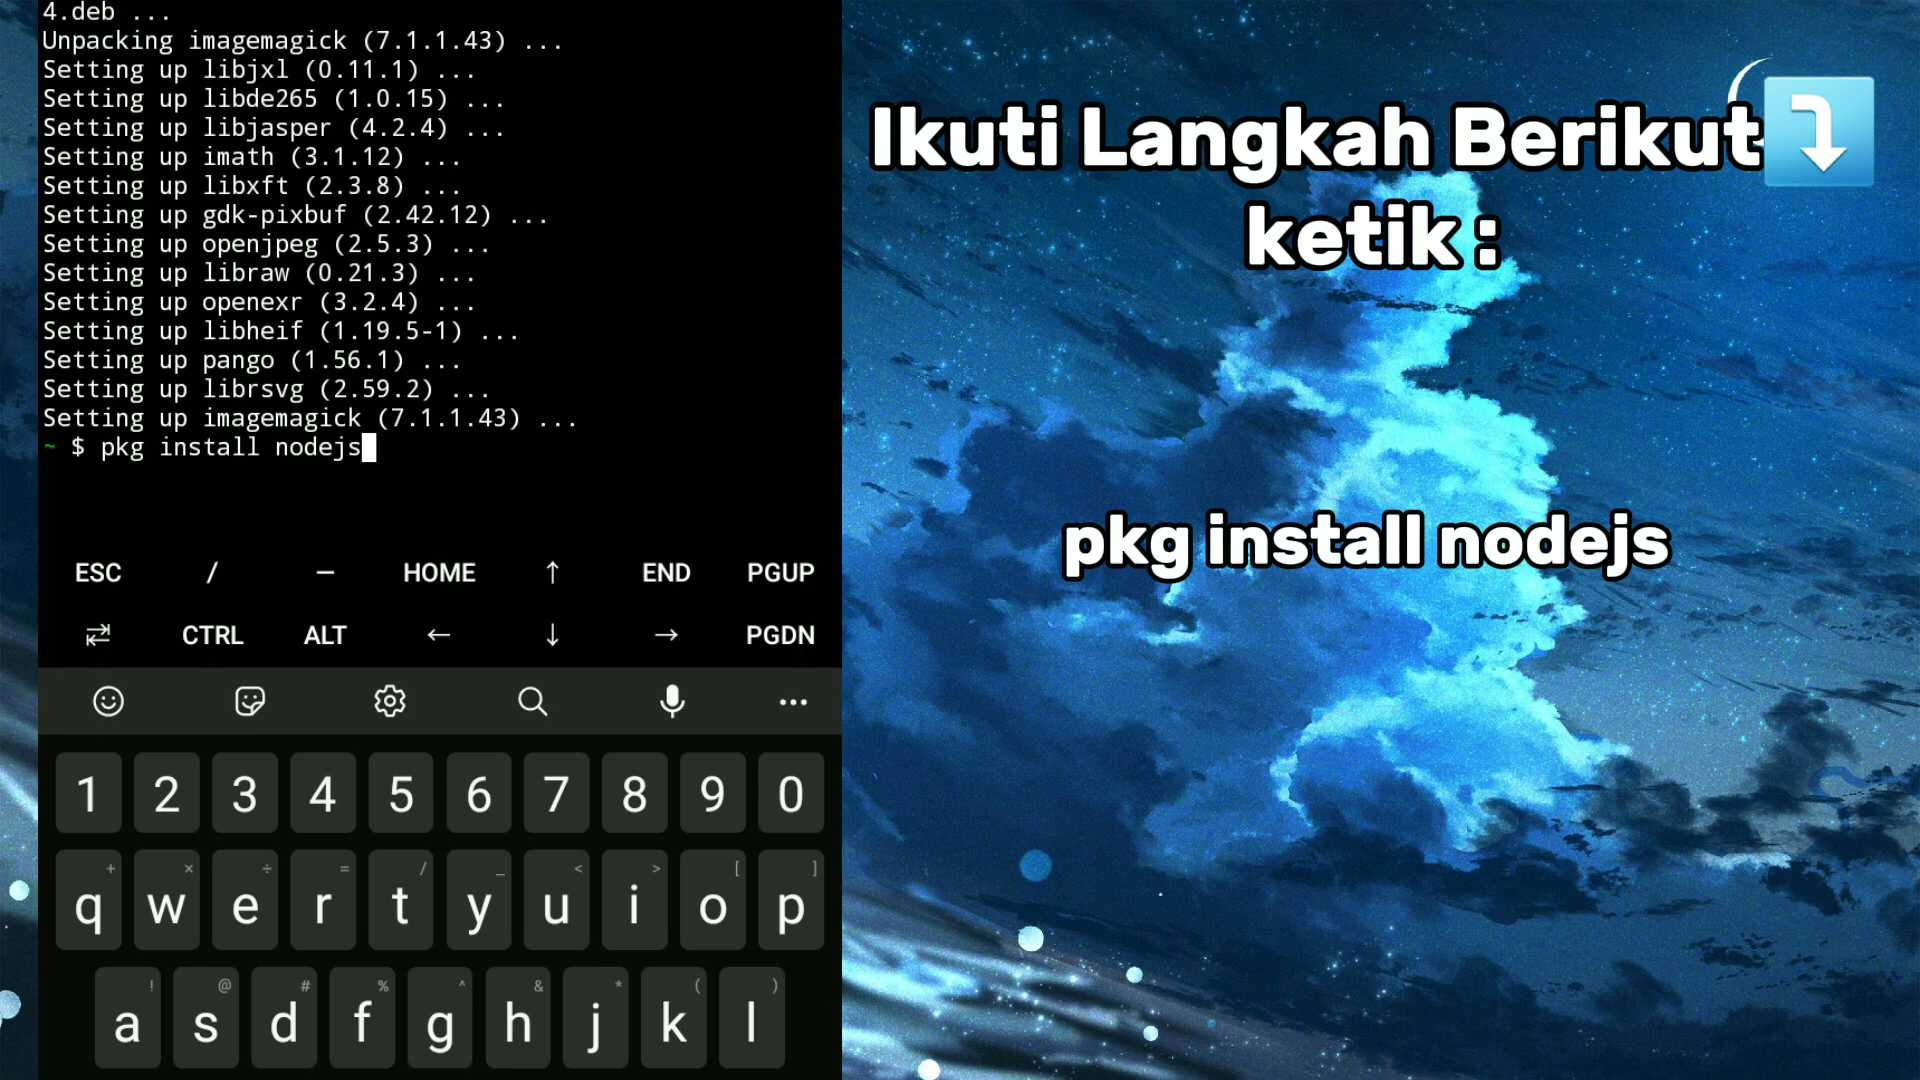 4.deb ...
Unpacking imagemagick (7.1.1.43) ...
Setting up libjxl (0.11.1) ...
Setting up libde265 (1.0.15) ...
Setting up libjasper (4.2.4) ...
Setting up imath (3.1.12) ...
Setting up libxft (2.3.8) ...
Setting up gdk-pixbuf (2.42.12) ...
Setting up openjpeg (2.5.3) ...
Setting up libraw (0.21.3) ...
Setting up openexr (3.2.4) ...
Setting up libheif (1.19.5-1) ...
Setting up pango (1.56.1) ...
Setting up librsvg (2.59.2) ...
Setting up imagemagick (7.1.1.43) ...
~ $ pkg install nodejs
ESC / — HOME ↑ END PGUP
⇄ CTRL ALT ← ↓ → PGDN
1 2 3 4 5 6 7 8 9 0
+ × ÷ = / _ < > [ ]
q w e r t y u i o p
! @ # % ^ & * ( )
a s d f g h j k l
Ikuti Langkah Berikut ⤵
ketik :
pkg install nodejs